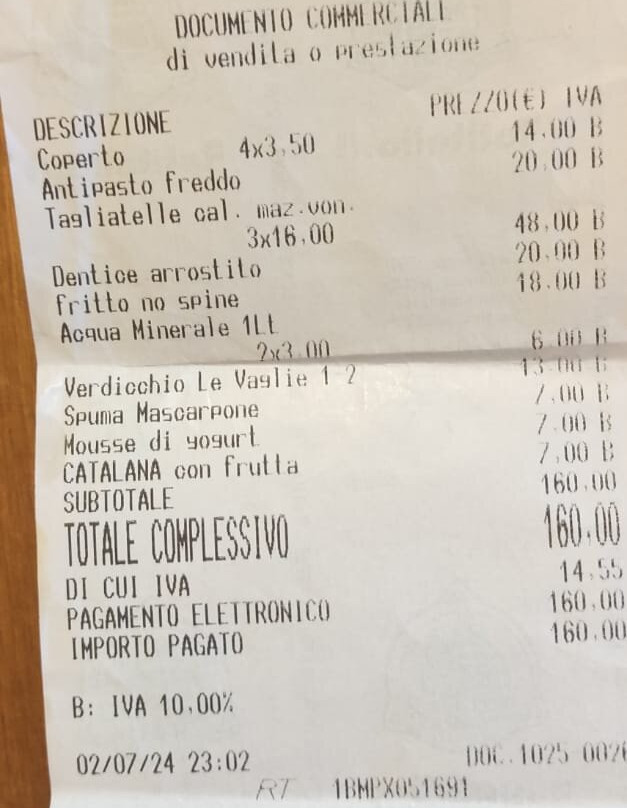 DOCUMENTO COMMERCIALE
di vendita o prestazione
DESCRIZIONE PREZZO(€) IVA
Coperto 4x3,50 14,00 B
Antipasto freddo 20,00 B
Tagliatelle cal. maz.von.
3x16,00 48,00 B
Dentice arrostito 20,00 B
fritto no spine 18,00 B
Acqua Minerale 1Lt
2x3,00 6,00 B
Verdicchio Le Vaglie 1 2 13,00 B
Spuma Mascarpone 7,00 B
Mousse di yogurt 7,00 B
CATALANA con frutta 7,00 B
SUBTOTALE 160,00
TOTALE COMPLESSIVO 160,00
DI CUI IVA 14,55
PAGAMENTO ELETTRONICO 160,00
IMPORTO PAGATO 160,00
B: IVA 10,00%
02/07/24 23:02 DOC.1025-0026
RT 1BMPX051691